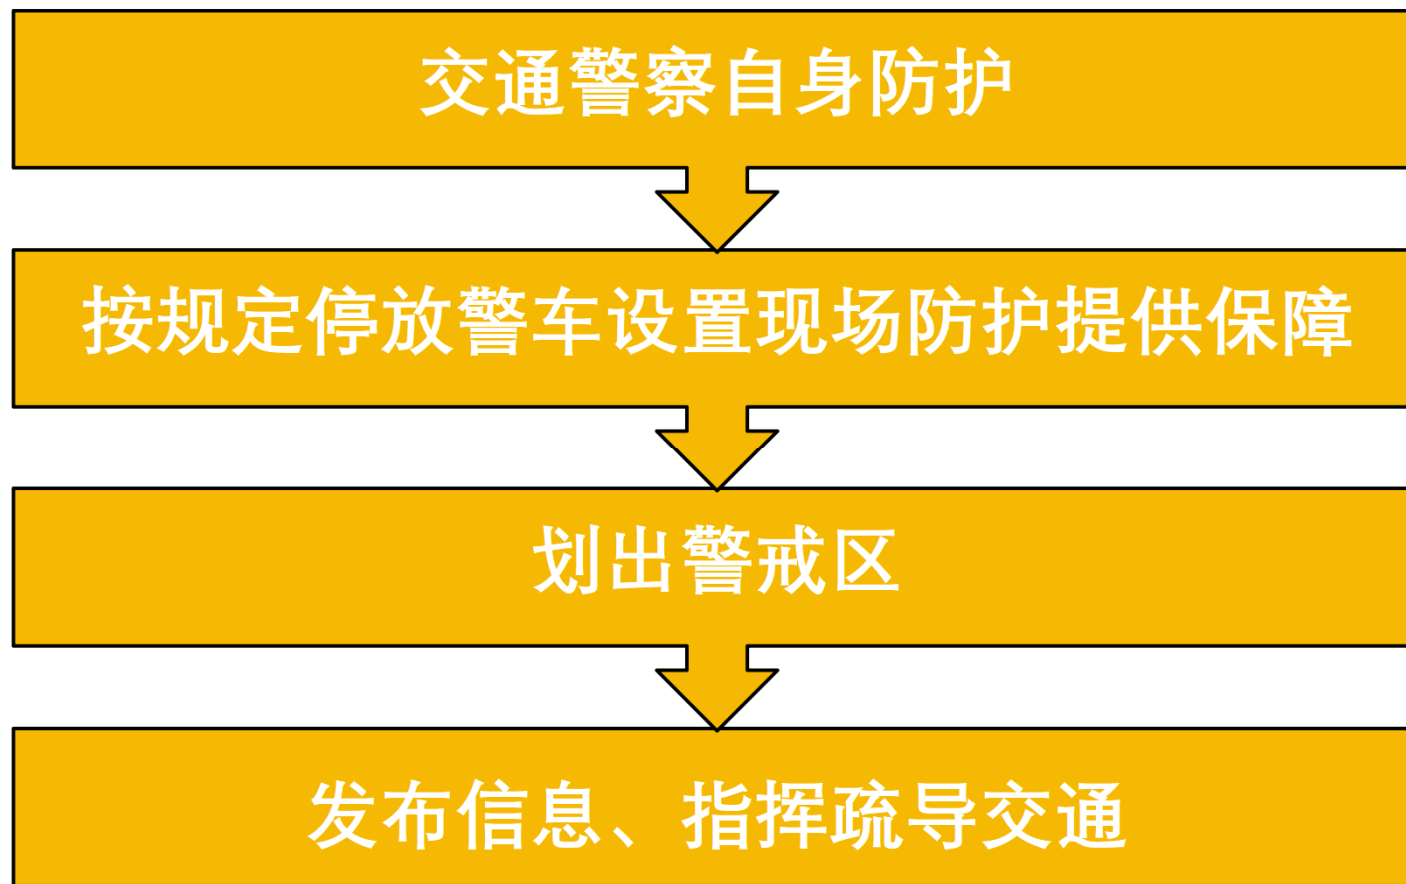 交通警察自身防护
按规定停放警车设置现场防护提供保障
划出警戒区
发布信息、指挥疏导交通